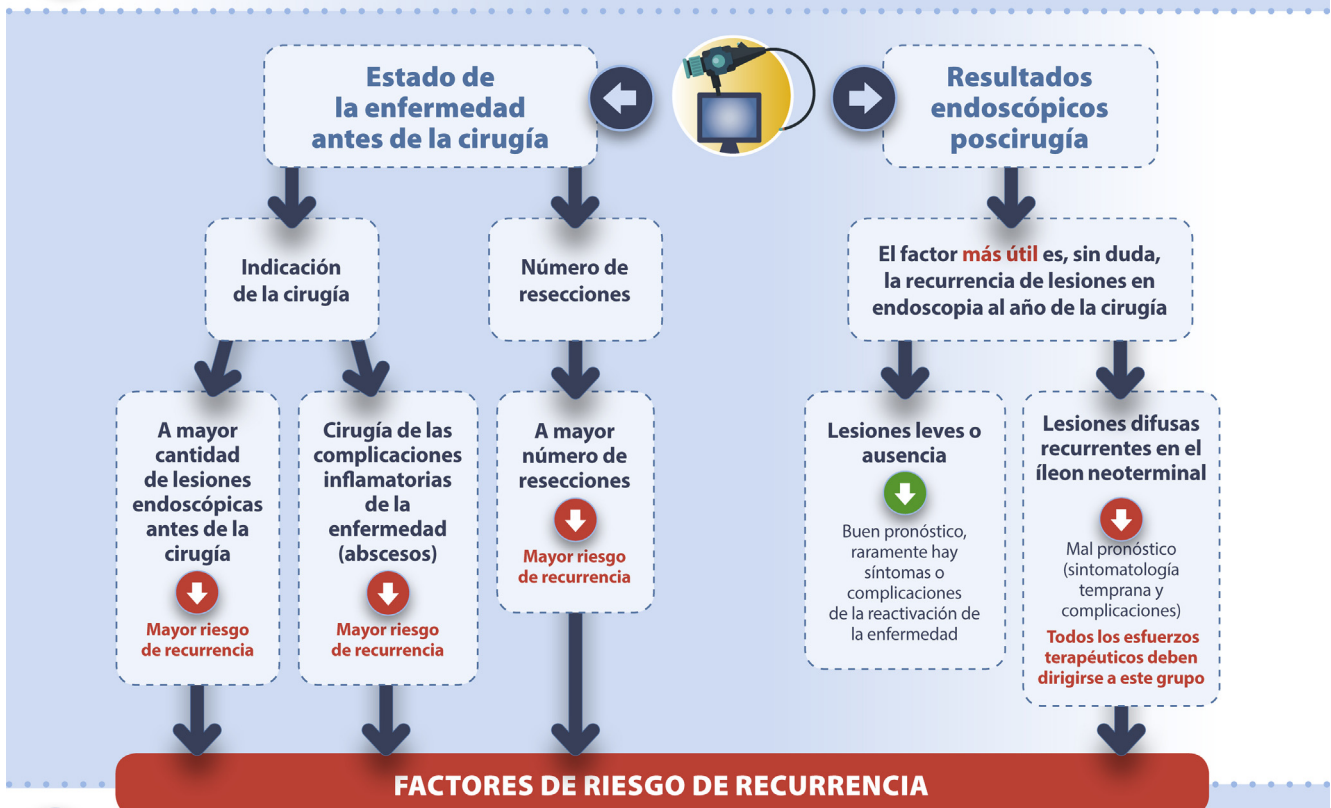 Estado de
la enfermedad
antes de la cirugía
Resultados
endoscópicos
poscirugía
Indicación
de la cirugía
Número de
resecciones
El factor más útil es, sin duda,
la recurrencia de lesiones en
endoscopia al año de la cirugía
A mayor
cantidad
de lesiones
endoscópicas
antes de la
cirugía
Mayor riesgo
de recurrencia
Cirugía de las
complicaciones
inflamatorias
de la
enfermedad
(abscesos)
Mayor riesgo
de recurrencia
A mayor
número de
resecciones
Mayor riesgo
de recurrencia
Lesiones leves o
ausencia
Buen pronóstico,
raramente hay
síntomas o
complicaciones
de la reactivación de
la enfermedad
Lesiones difusas
recurrentes en el
íleon neoterminal
Mal pronóstico
(sintomatología
temprana y
complicaciones)
Todos los esfuerzos
terapéuticos deben
dirigirse a este grupo
FACTORES DE RIESGO DE RECURRENCIA